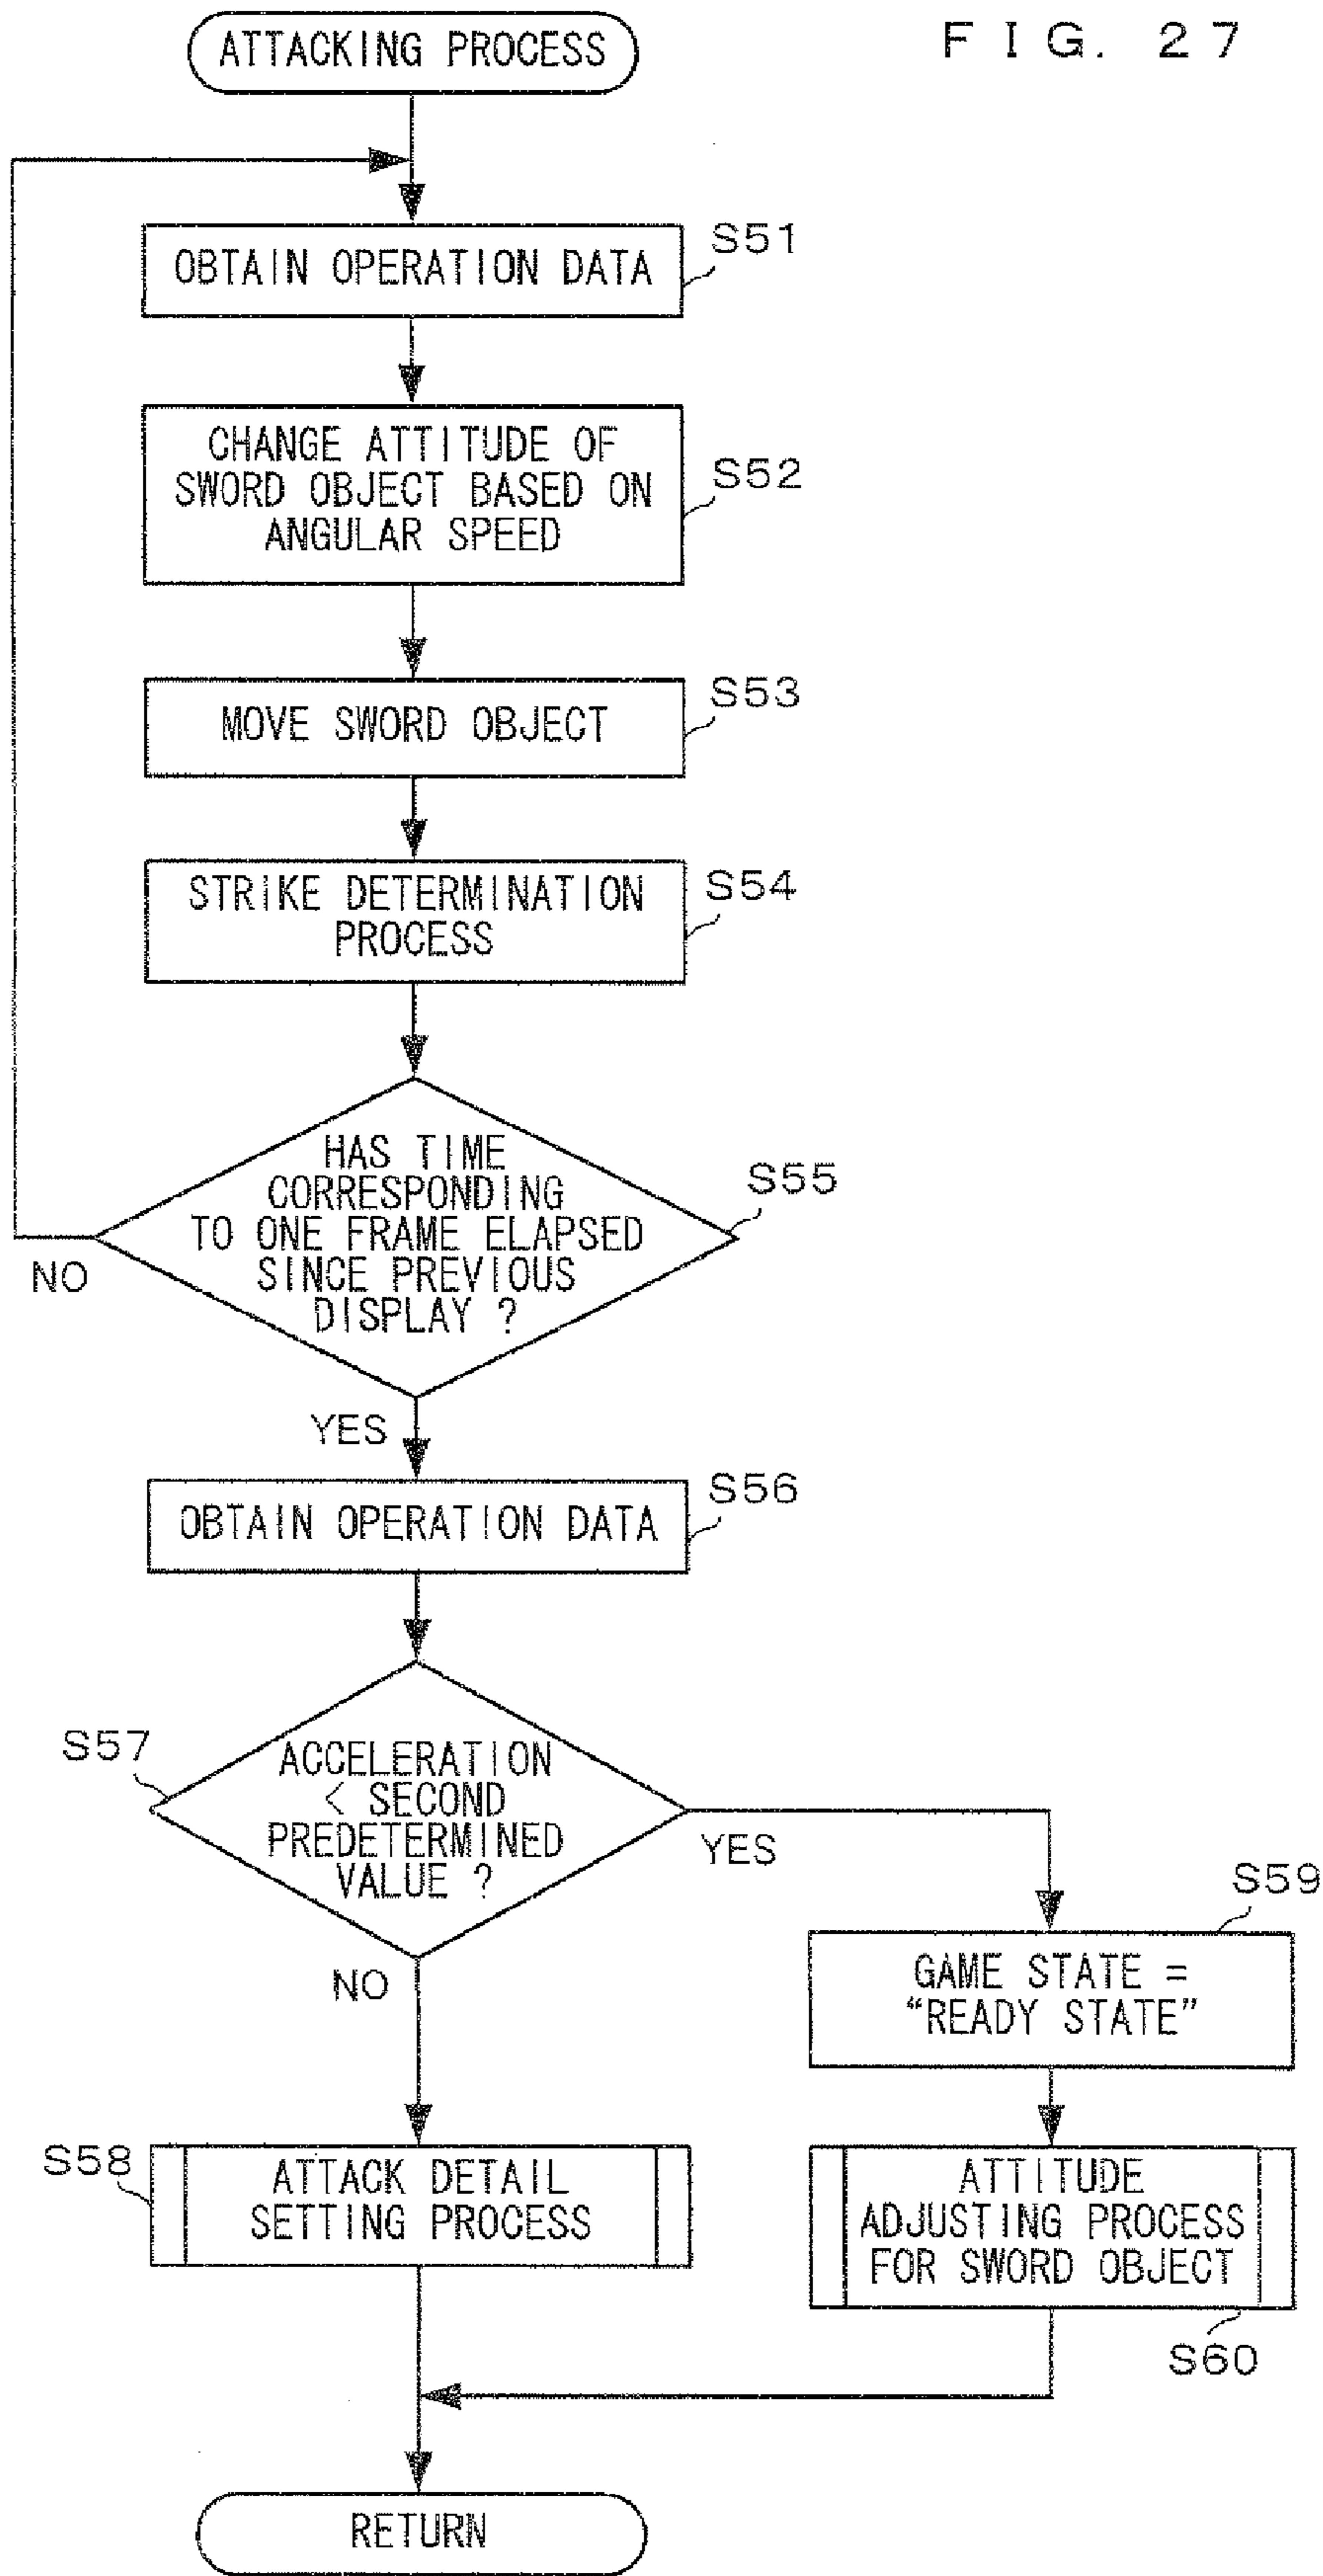 FIG. 27
ATTACKING PROCESS
OBTAIN OPERATION DATA
S51
CHANGE ATTITUDE OF
SWORD OBJECT BASED ON
ANGULAR SPEED
S52
MOVE SWORD OBJECT
S53
STRIKE DETERMINATION
PROCESS
S54
HAS TIME
CORRESPONDING
TO ONE FRAME ELAPSED
SINCE PREVIOUS
DISPLAY ?
S55
NO
YES
OBTAIN OPERATION DATA
S56
S57
ACCELERATION
< SECOND
PREDETERMINED
VALUE ?
YES
NO
S59
GAME STATE =
“READY STATE”
S58
ATTACK DETAIL
SETTING PROCESS
ATTITUDE
ADJUSTING PROCESS
FOR SWORD OBJECT
S60
RETURN